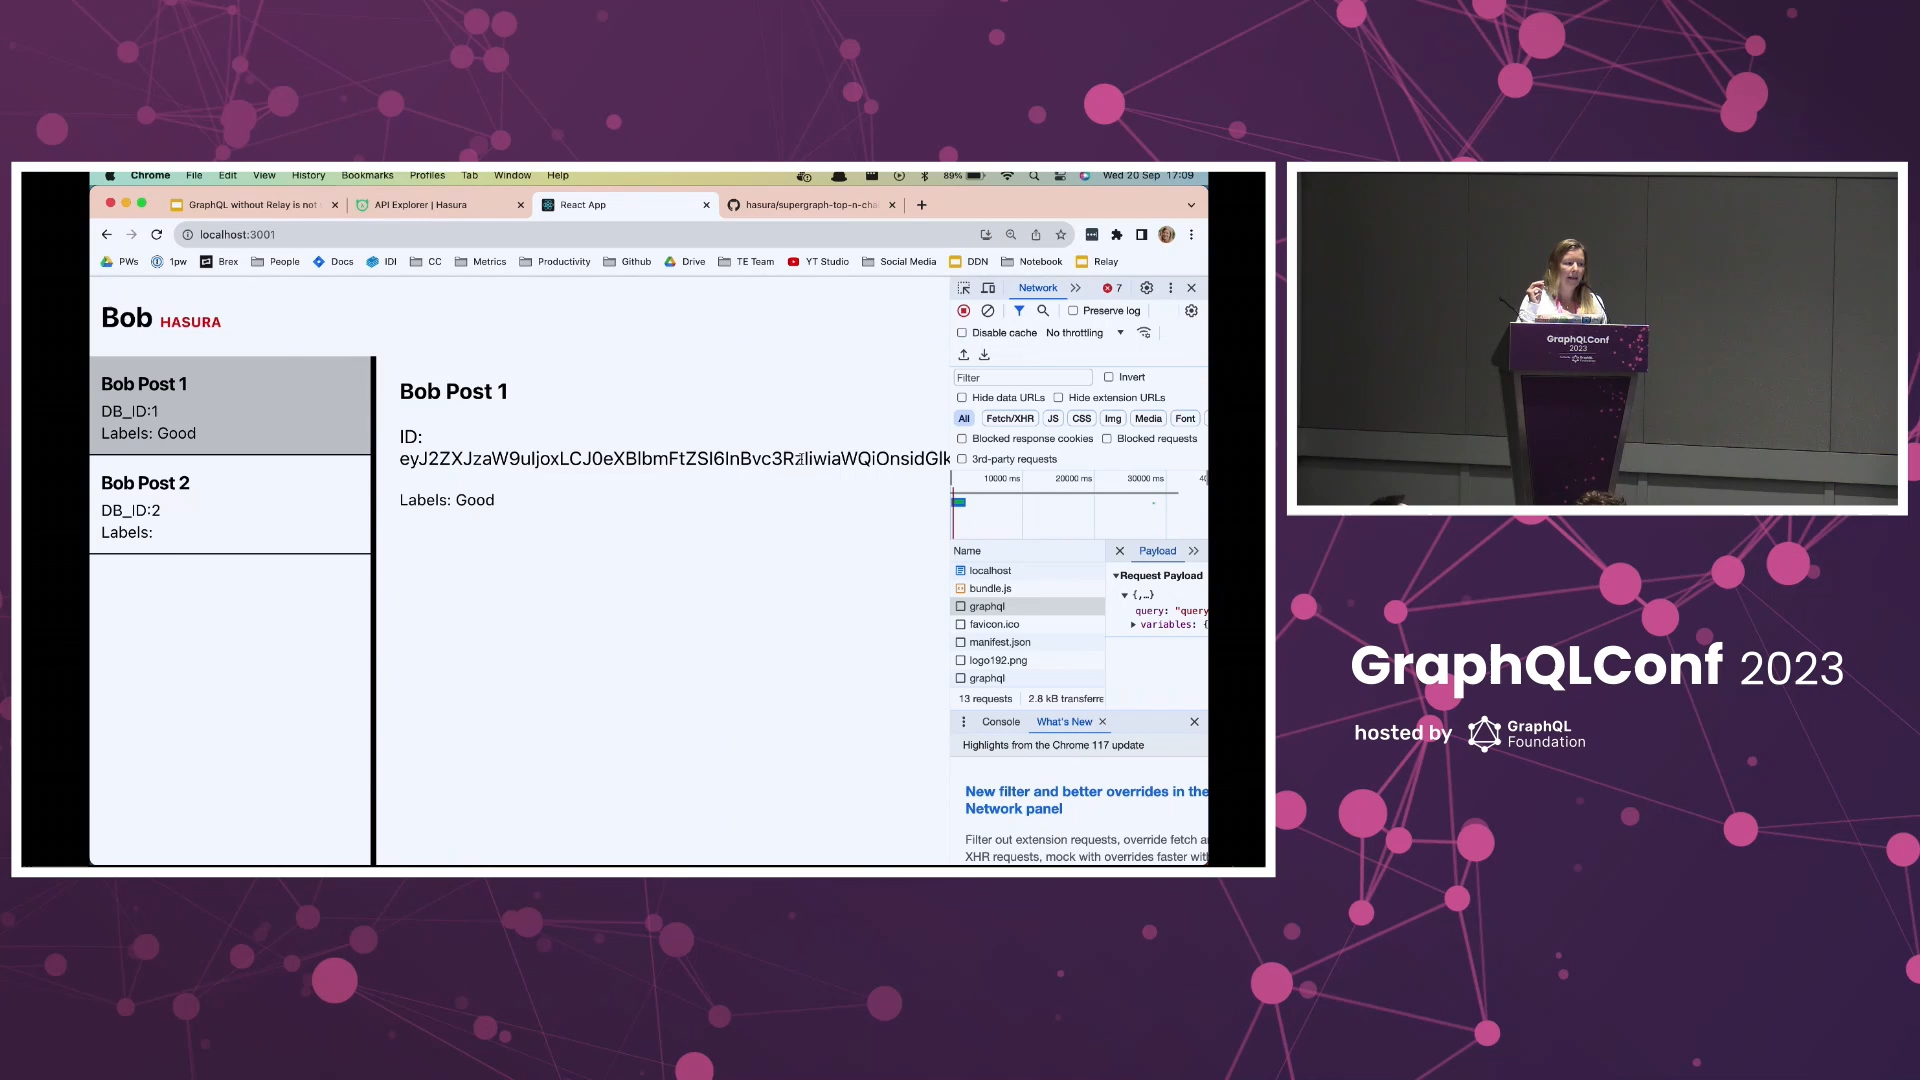 Chrome File Edit View History Bookmarks Profiles Tab Window Help 89% Wed 20 Sep 17:09
GraphQL without Relay is not API Explorer | Hasura React App hasura/supergraph-top-n-cha
localhost:3001
PWs 1pw Brex People Docs IDI CC Metrics Productivity Github Drive TE Team YT Studio Social Media DDN Notebook Relay
Bob HASURA
Bob Post 1
DB_ID:1
Labels: Good
Bob Post 2
DB_ID:2
Labels:
Bob Post 1
ID:
Labels: Good
Network 7
Preserve log
Disable cache No throttling
Filter Invert
Hide data URLs Hide extension URLs
All Fetch/XHR JS CSS Img Media Font
Blocked response cookies Blocked requests
3rd-party requests
10000 ms 20000 ms 30000 ms
Name
localhost
bundle.js
graphql
favicon.ico
manifest.json
logo192.png
graphql
13 requests 2.8 kB transferre
Payload
Request Payload
{,…}
query: "query
variables: {
Console What's New
Highlights from the Chrome 117 update
New filter and better overrides in the
Network panel
Filter out extension requests, override fetch a
XHR requests, mock with overrides faster wit
GraphQLConf
2023
GraphQLConf 2023
hosted by GraphQL
Foundation